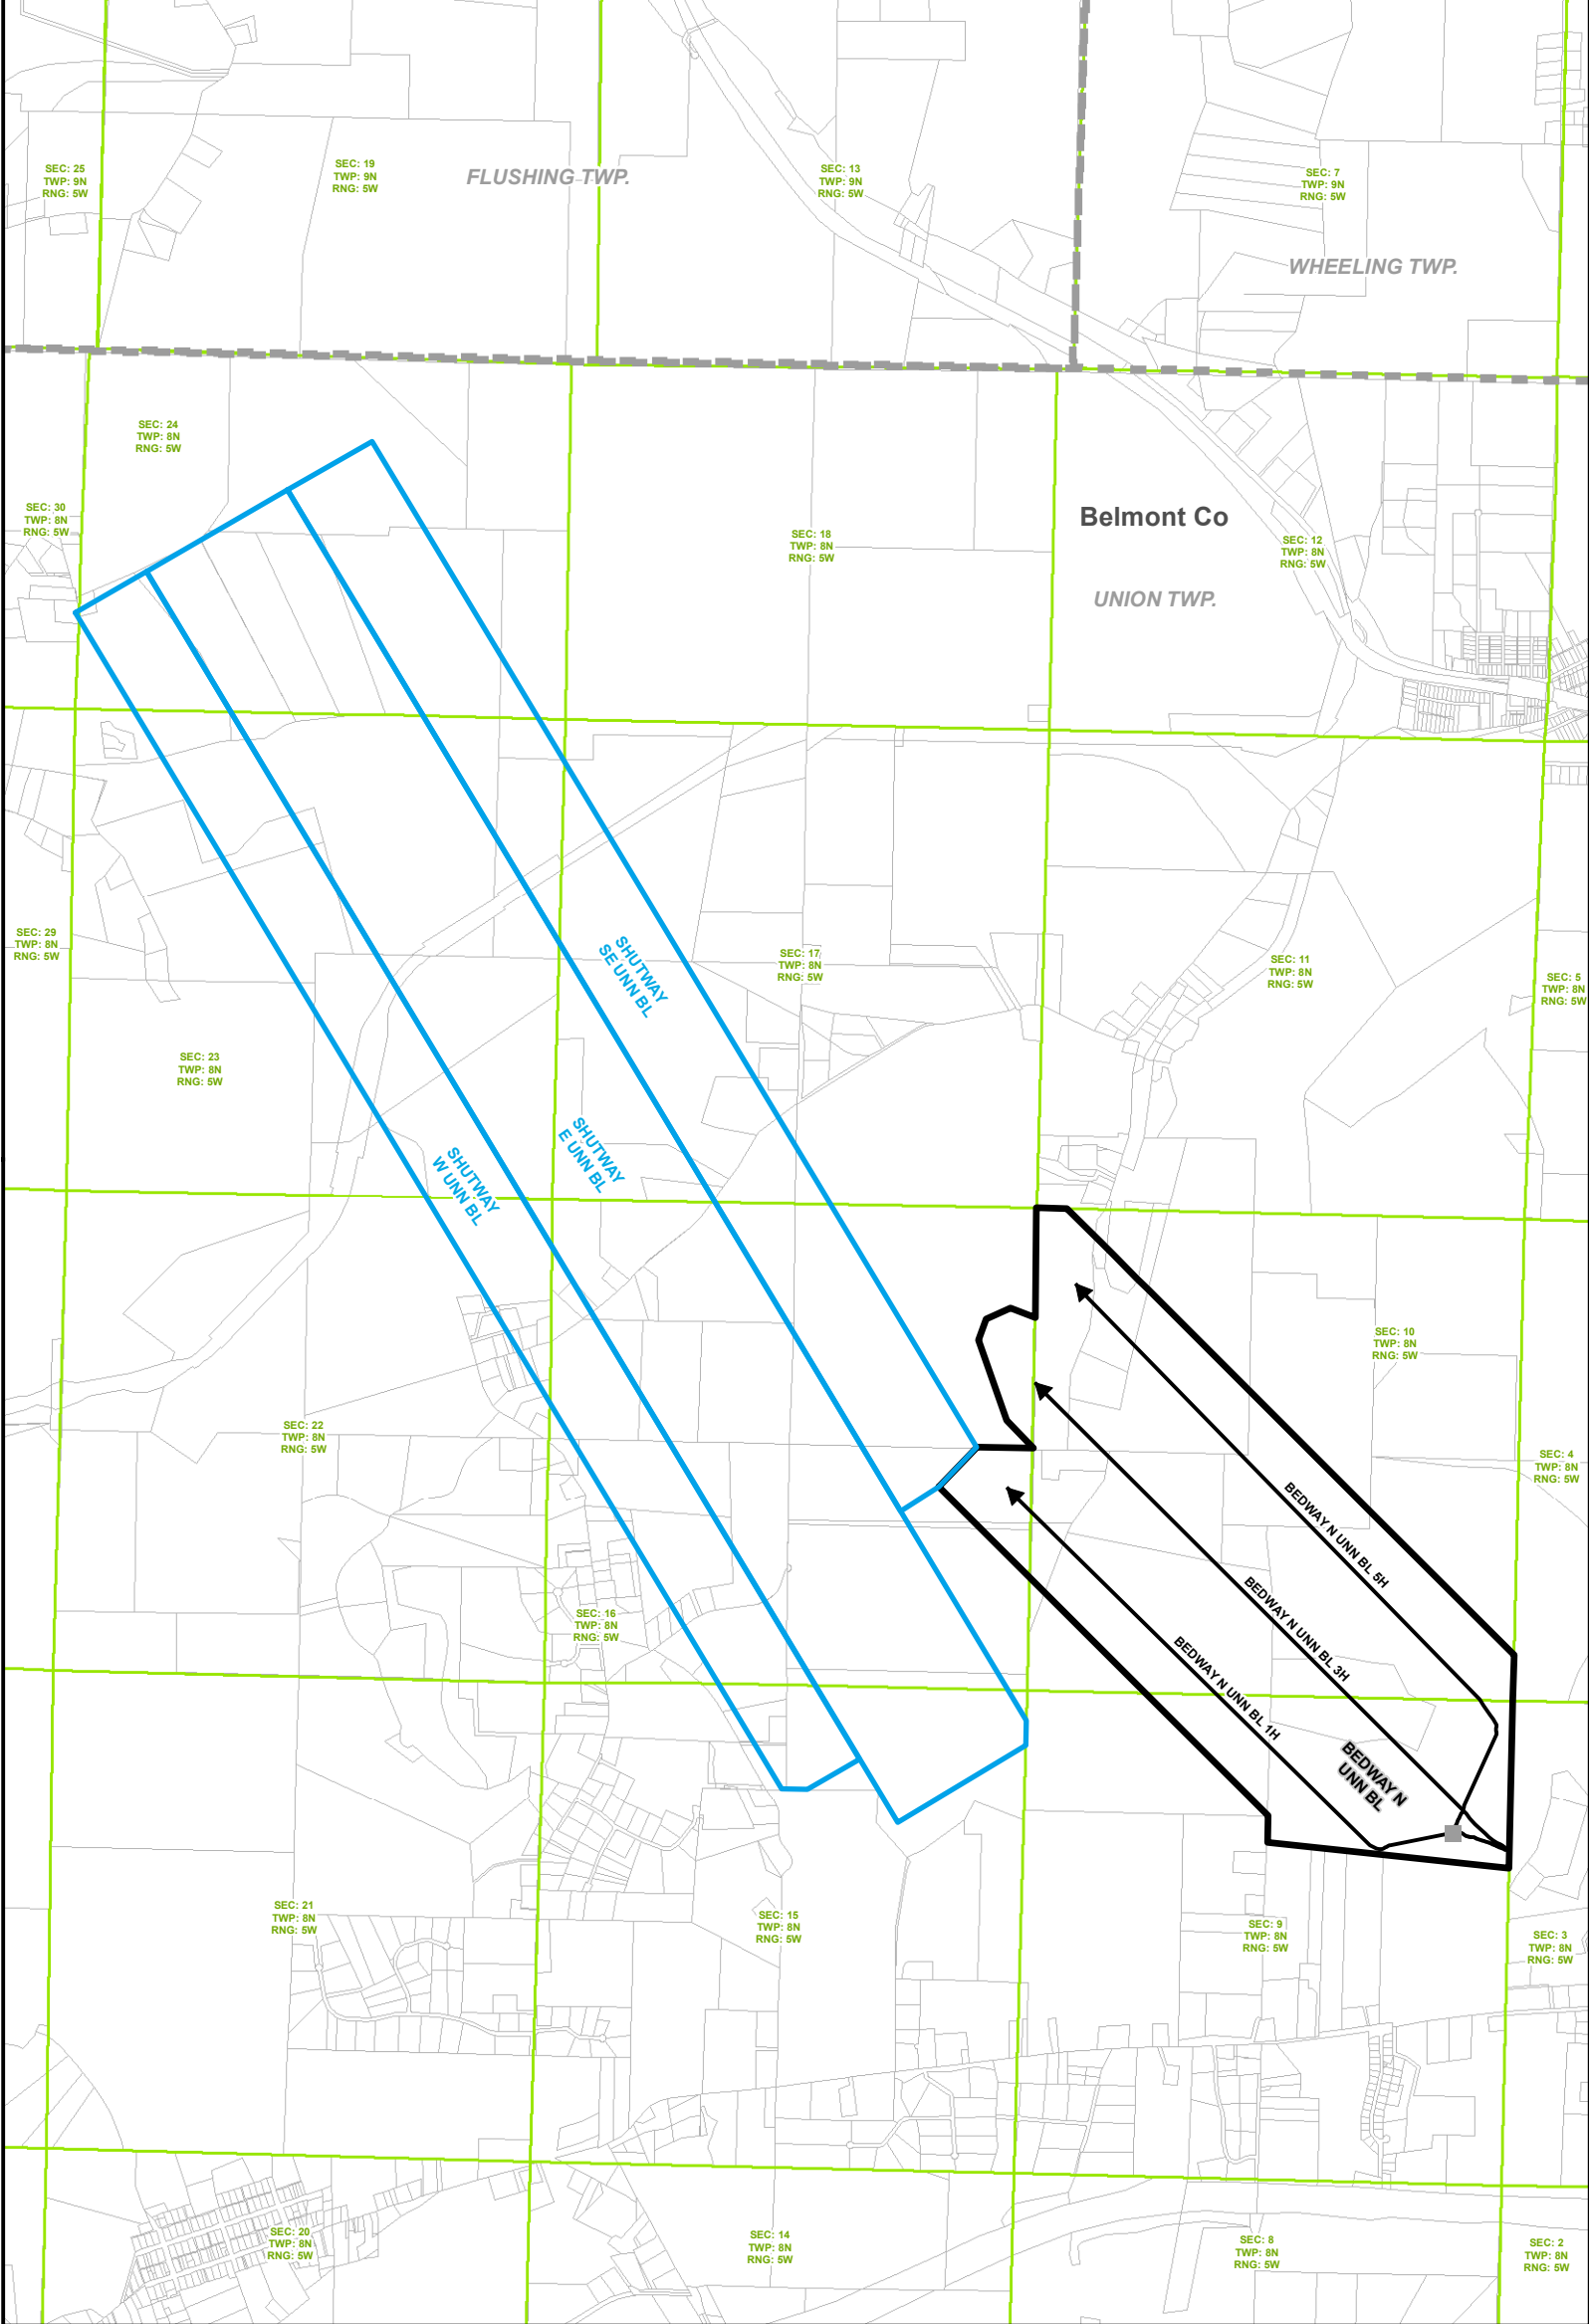 SEC: 25
TWP: 9N
RNG: 5W
SEC: 19
TWP: 9N
RNG: 5W
FLUSHING TWP.
SEC: 13
TWP: 9N
RNG: 5W
SEC: 7
TWP: 9N
RNG: 5W
WHEELING TWP.
SEC: 24
TWP: 8N
RNG: 5W
SEC: 30
TWP: 8N
RNG: 5W
SEC: 18
TWP: 8N
RNG: 5W
Belmont Co
SEC: 12
TWP: 8N
RNG: 5W
UNION TWP.
SEC: 29
TWP: 8N
RNG: 5W
SHUTWAY
SE UNN BL
SEC: 17
TWP: 8N
RNG: 5W
SEC: 11
TWP: 8N
RNG: 5W
SEC: 5
TWP: 8N
RNG: 5W
SEC: 23
TWP: 8N
RNG: 5W
SHUTWAY
E UNN BL
SHUTWAY
W UNN BL
SEC: 10
TWP: 8N
RNG: 5W
SEC: 22
TWP: 8N
RNG: 5W
SEC: 4
TWP: 8N
RNG: 5W
BEDWAY N UNN BL 5H
BEDWAY N UNN BL 3H
BEDWAY N UNN BL 1H
SEC: 16
TWP: 8N
RNG: 5W
BEDWAY N
UNN BL
SEC: 21
TWP: 8N
RNG: 5W
SEC: 15
TWP: 8N
RNG: 5W
SEC: 9
TWP: 8N
RNG: 5W
SEC: 3
TWP: 8N
RNG: 5W
SEC: 20
TWP: 8N
RNG: 5W
SEC: 14
TWP: 8N
RNG: 5W
SEC: 8
TWP: 8N
RNG: 5W
SEC: 2
TWP: 8N
RNG: 5W